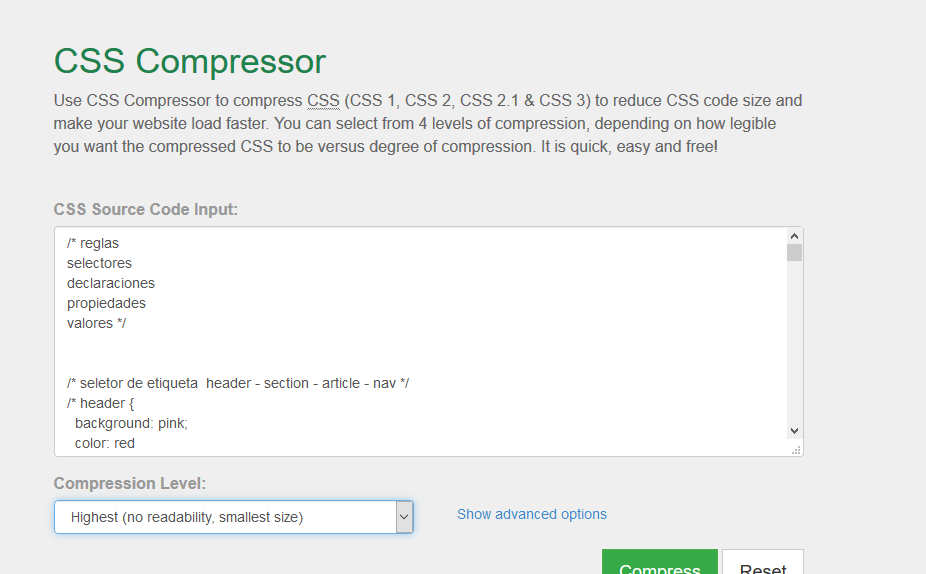 CSS Compressor
Use CSS Compressor to compress CSS (CSS 1, CSS 2, CSS 2.1 & CSS 3) to reduce CSS code size and
make your website load faster. You can select from 4 levels of compression, depending on how legible
you want the compressed CSS to be versus degree of compression. It is quick, easy and free!
CSS Source Code Input:
/* reglas
selectores
declaraciones
propiedades
valores */
/* seletor de etiqueta  header - section - article - nav */
/* header {
background: pink;
color: red
Compression Level:
Highest (no readability, smallest size)
Show advanced options
Compress
Reset